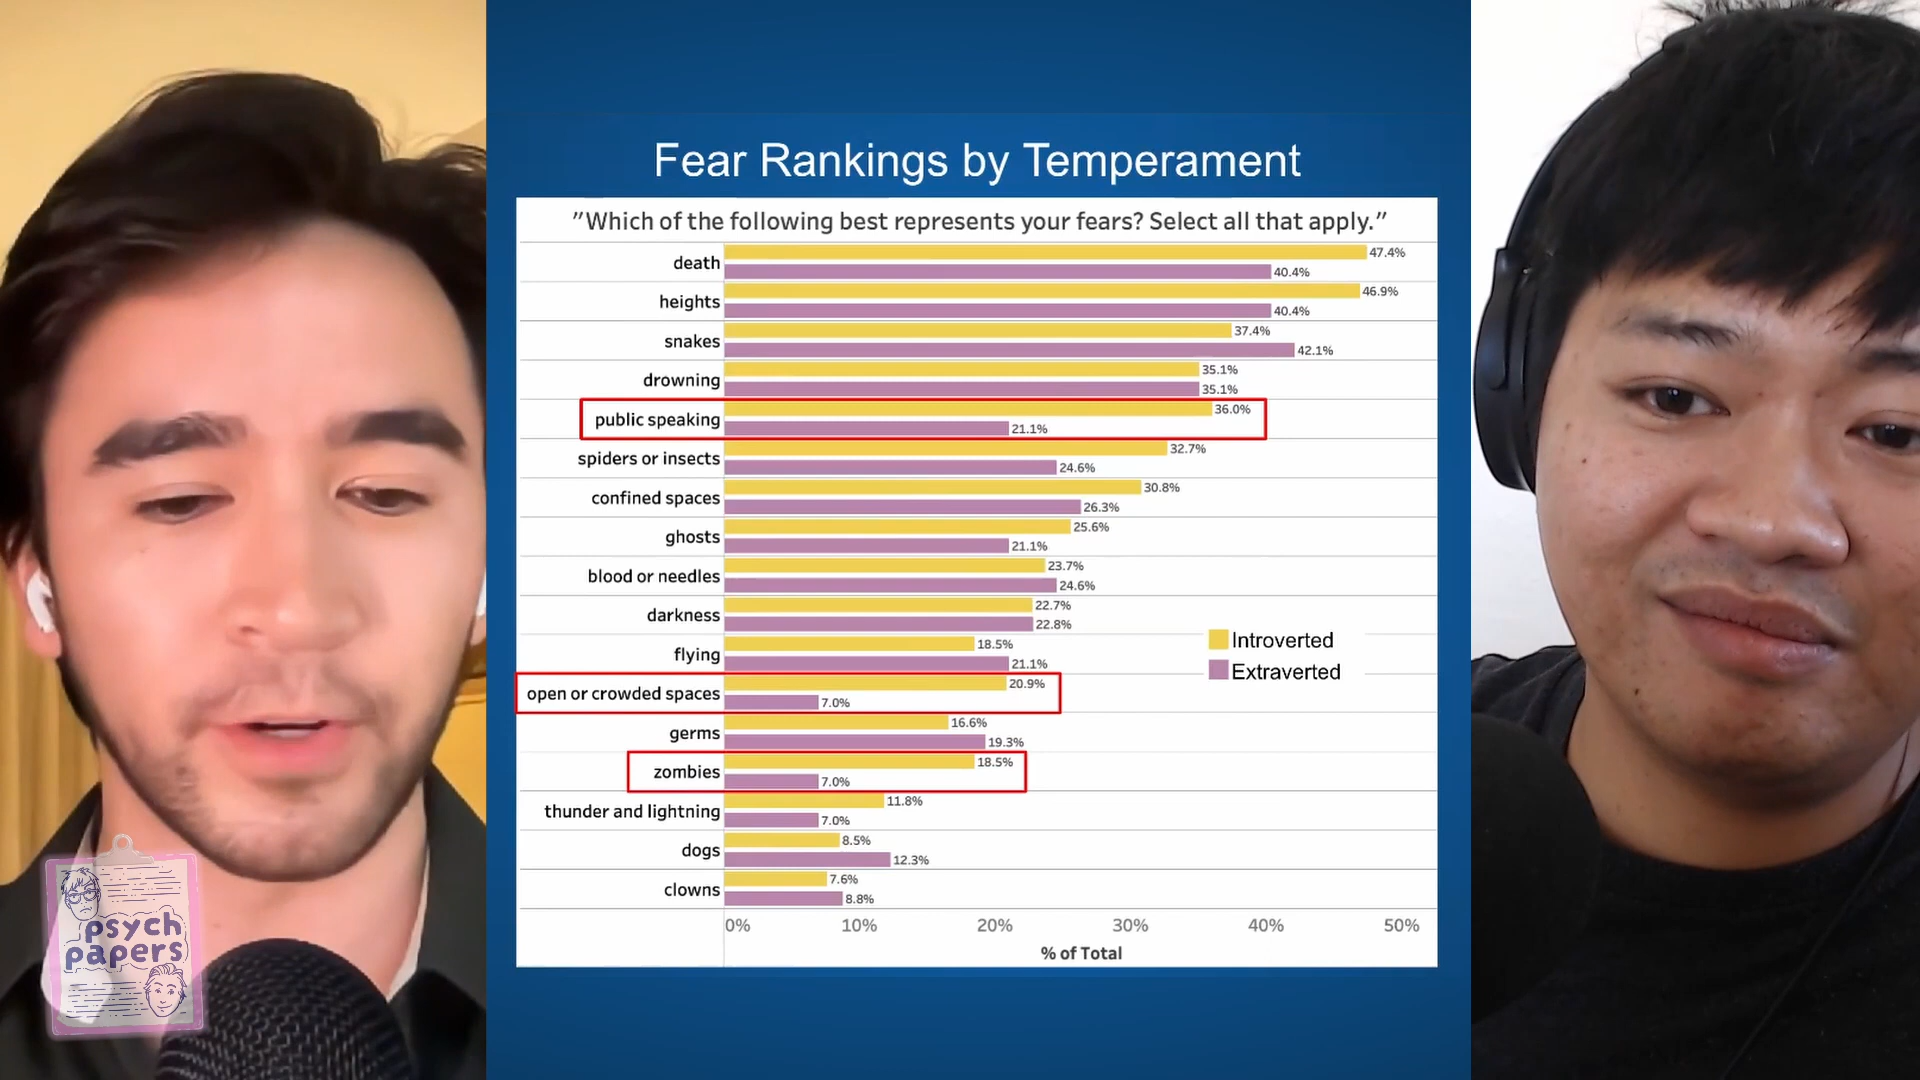 Fear Rankings by Temperament
”Which of the following best represents your fears? Select all that apply.”
death 47.4%
40.4%
heights 46.9%
40.4%
snakes 37.4%
42.1%
drowning 35.1%
35.1%
public speaking 36.0%
21.1%
spiders or insects 32.7%
24.6%
confined spaces 30.8%
26.3%
ghosts 25.6%
21.1%
blood or needles 23.7%
24.6%
darkness 22.7%
22.8%
flying 18.5%
21.1%
open or crowded spaces 20.9%
7.0%
germs 16.6%
19.3%
zombies 18.5%
7.0%
thunder and lightning 11.8%
7.0%
dogs 8.5%
12.3%
clowns 7.6%
8.8%
Introverted
Extraverted
0% 10% 20% 30% 40% 50%
% of Total
psych
papers